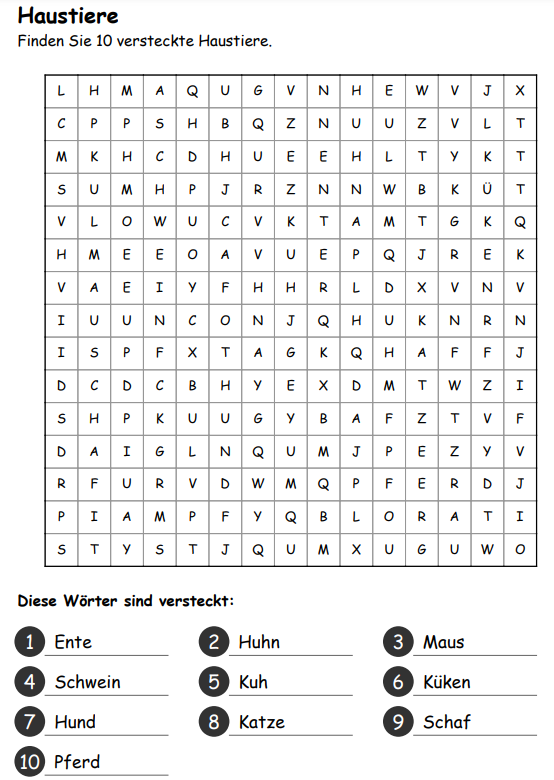 Haustiere
Finden Sie 10 versteckte Haustiere.
L H M A Q U G V N H E W V J X
C P P S H B Q Z N U U Z V L T
M K H C D H U E E H L T Y K T
S U M H P J R Z N N W B K Ü T
V L O W U C V K T A M T G K Q
H M E E O A V U E P Q J R E K
V A E I Y F H H R L D X V N V
I U U N C O N J Q H U K N R N
I S P F X T A G K Q H A F F J
D C D C B H Y E X D M T W Z I
S H P K U U G Y B A F Z T V F
D A I G L N Q U M J P E Z Y V
R F U R V D W M Q P F E R D J
P I A M P F Y Q B L O R A T I
S T Y S T J Q U M X U G U W O
Diese Wörter sind versteckt:
1 Ente 2 Huhn 3 Maus
4 Schwein 5 Kuh 6 Küken
7 Hund 8 Katze 9 Schaf
10 Pferd